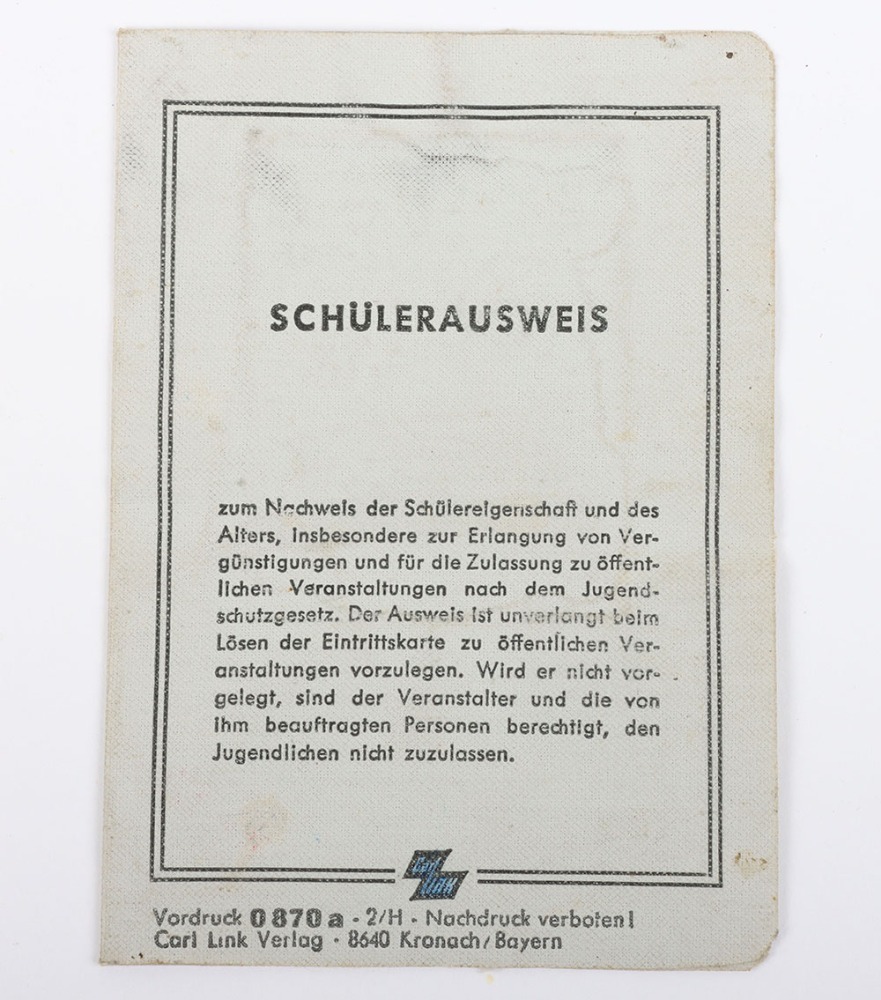 SCHÜLERAUSWEIS
zum Nachweis der Schülereigenschaft und des
Alters, insbesondere zur Erlangung von Ver-
günstigungen und für die Zulassung zu öffent-
lichen Veranstaltungen nach dem Jugend-
schutzgesetz. Der Ausweis ist unverlangt beim
Lösen der Eintrittskarte zu öffentlichen Ver-
anstaltungen vorzulegen. Wird er nicht vor-
gelegt, sind der Veranstalter und die von
ihm beauftragten Personen berechtigt, den
Jugendlichen nicht zuzulassen.
Carl
Link
Vordruck 0870a - 2/H - Nachdruck verboten!
Carl Link Verlag · 8640 Kronach/Bayern